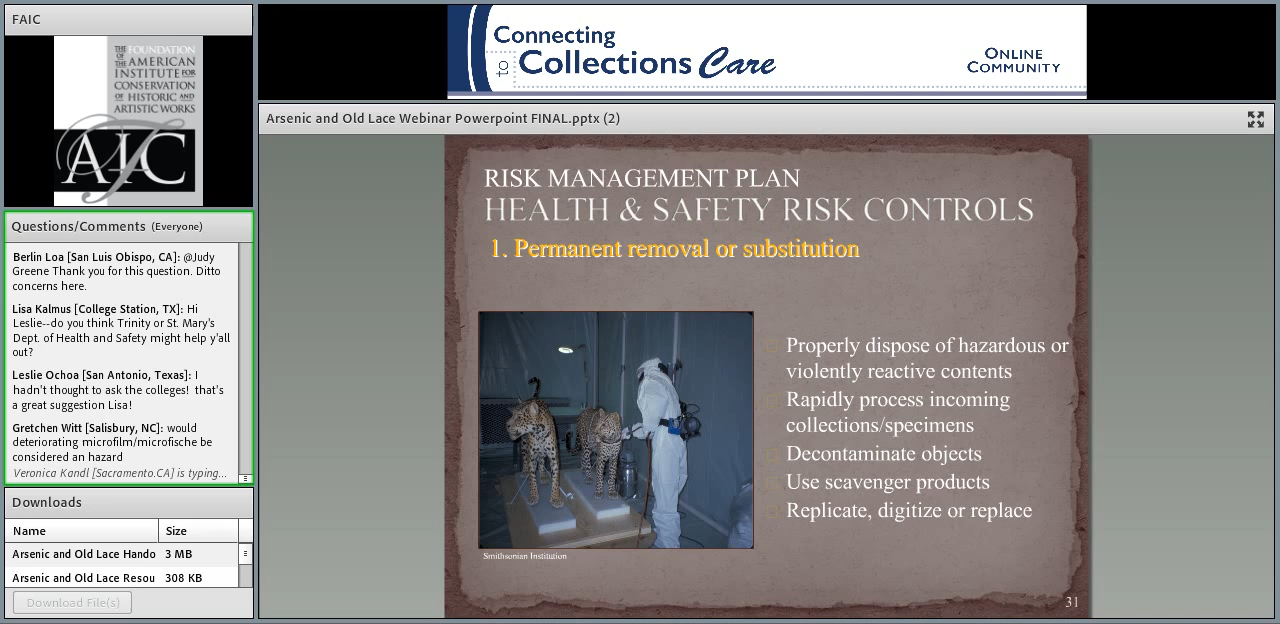 FAIC
THE FOUNDATION
OF THE AMERICAN
INSTITUTE FOR
CONSERVATION
OF HISTORIC AND
ARTISTIC WORKS
AIC
Questions/Comments (Everyone)
Berlin Loa [San Luis Obispo, CA]: @Judy
Greene Thank you for this question. Ditto
concerns here.
Lisa Kalmus [College Station, TX]: Hi
Leslie--do you think Trinity or St. Mary's
Dept. of Health and Safety might help y'all
out?
Leslie Ochoa [San Antonio, Texas]: I
hadn't thought to ask the colleges! that's
a great suggestion Lisa!
Gretchen Witt [Salisbury, NC]: would
deteriorating microfilm/microfische be
considered an hazard
Veronica Kandl [Sacramento.CA] is typing...
Downloads
Name Size
Arsenic and Old Lace Hando 3 MB
Arsenic and Old Lace Resou 308 KB
Download File(s)
Connecting
to Collections Care
ONLINE
COMMUNITY
Arsenic and Old Lace Webinar Powerpoint FINAL.pptx (2)
RISK MANAGEMENT PLAN
HEALTH & SAFETY RISK CONTROLS
1. Permanent removal or substitution
Properly dispose of hazardous or
violently reactive contents
Rapidly process incoming
collections/specimens
Decontaminate objects
Use scavenger products
Replicate, digitize or replace
Smithsonian Institution
31